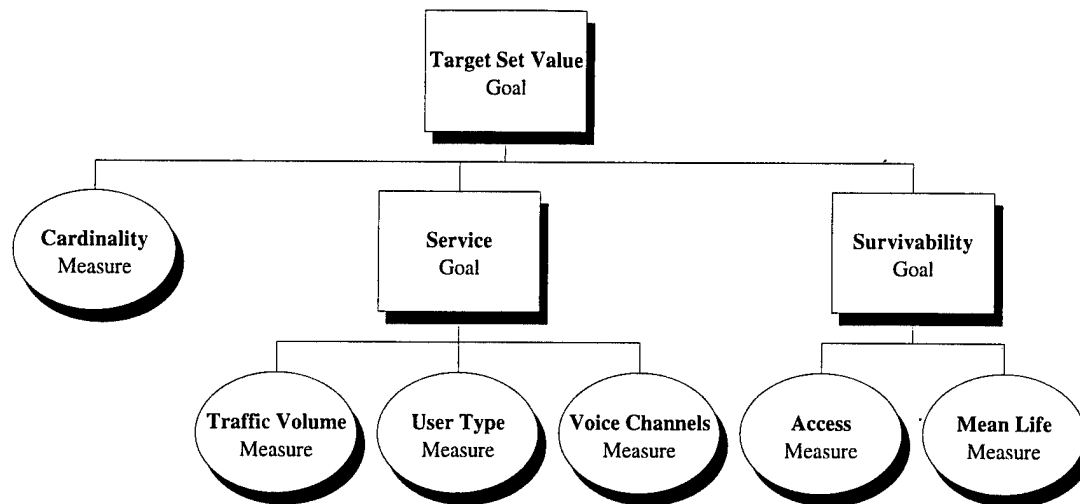 Target Set Value
Goal
Cardinality
Measure
Service
Goal
Survivability
Goal
Traffic Volume
Measure
User Type
Measure
Voice Channels
Measure
Access
Measure
Mean Life
Measure